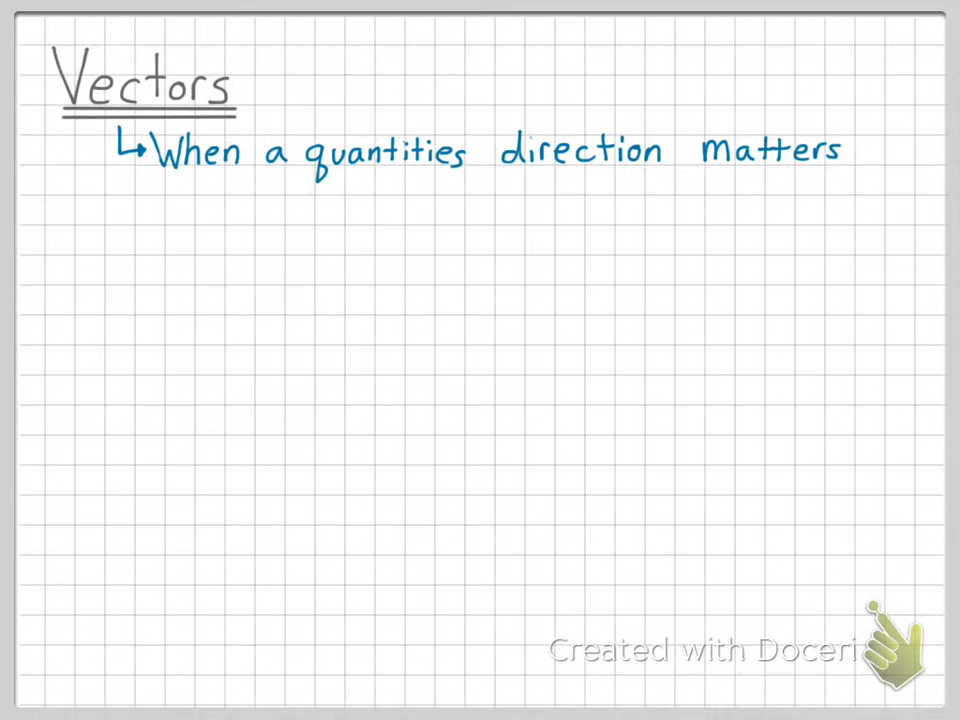 Vectors
↳When a quantities direction matters
Created with Doceri